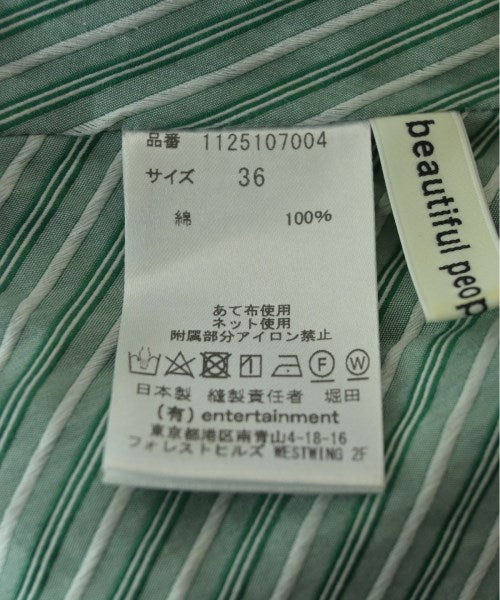 品番 1125107004
サイズ 36
綿 100%
あて布使用
ネット使用
附属部分アイロン禁止
F W
日本製 縫製責任者 堀田
(有) entertainment
東京都港区南青山4-18-16
フォレストヒルズ WESTWING 2F
beautiful peop